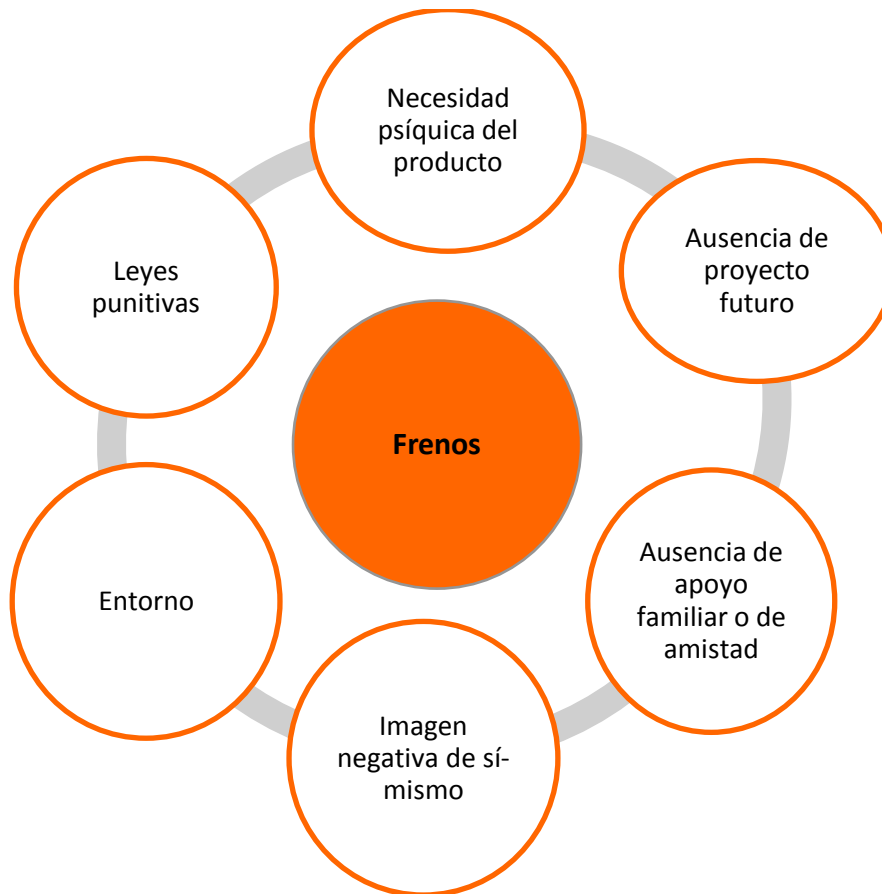 Necesidad
psíquica del
producto
Ausencia de
proyecto
futuro
Ausencia de
apoyo
familiar o de
amistad
Imagen
negativa de sí-
mismo
Entorno
Leyes
punitivas
Frenos